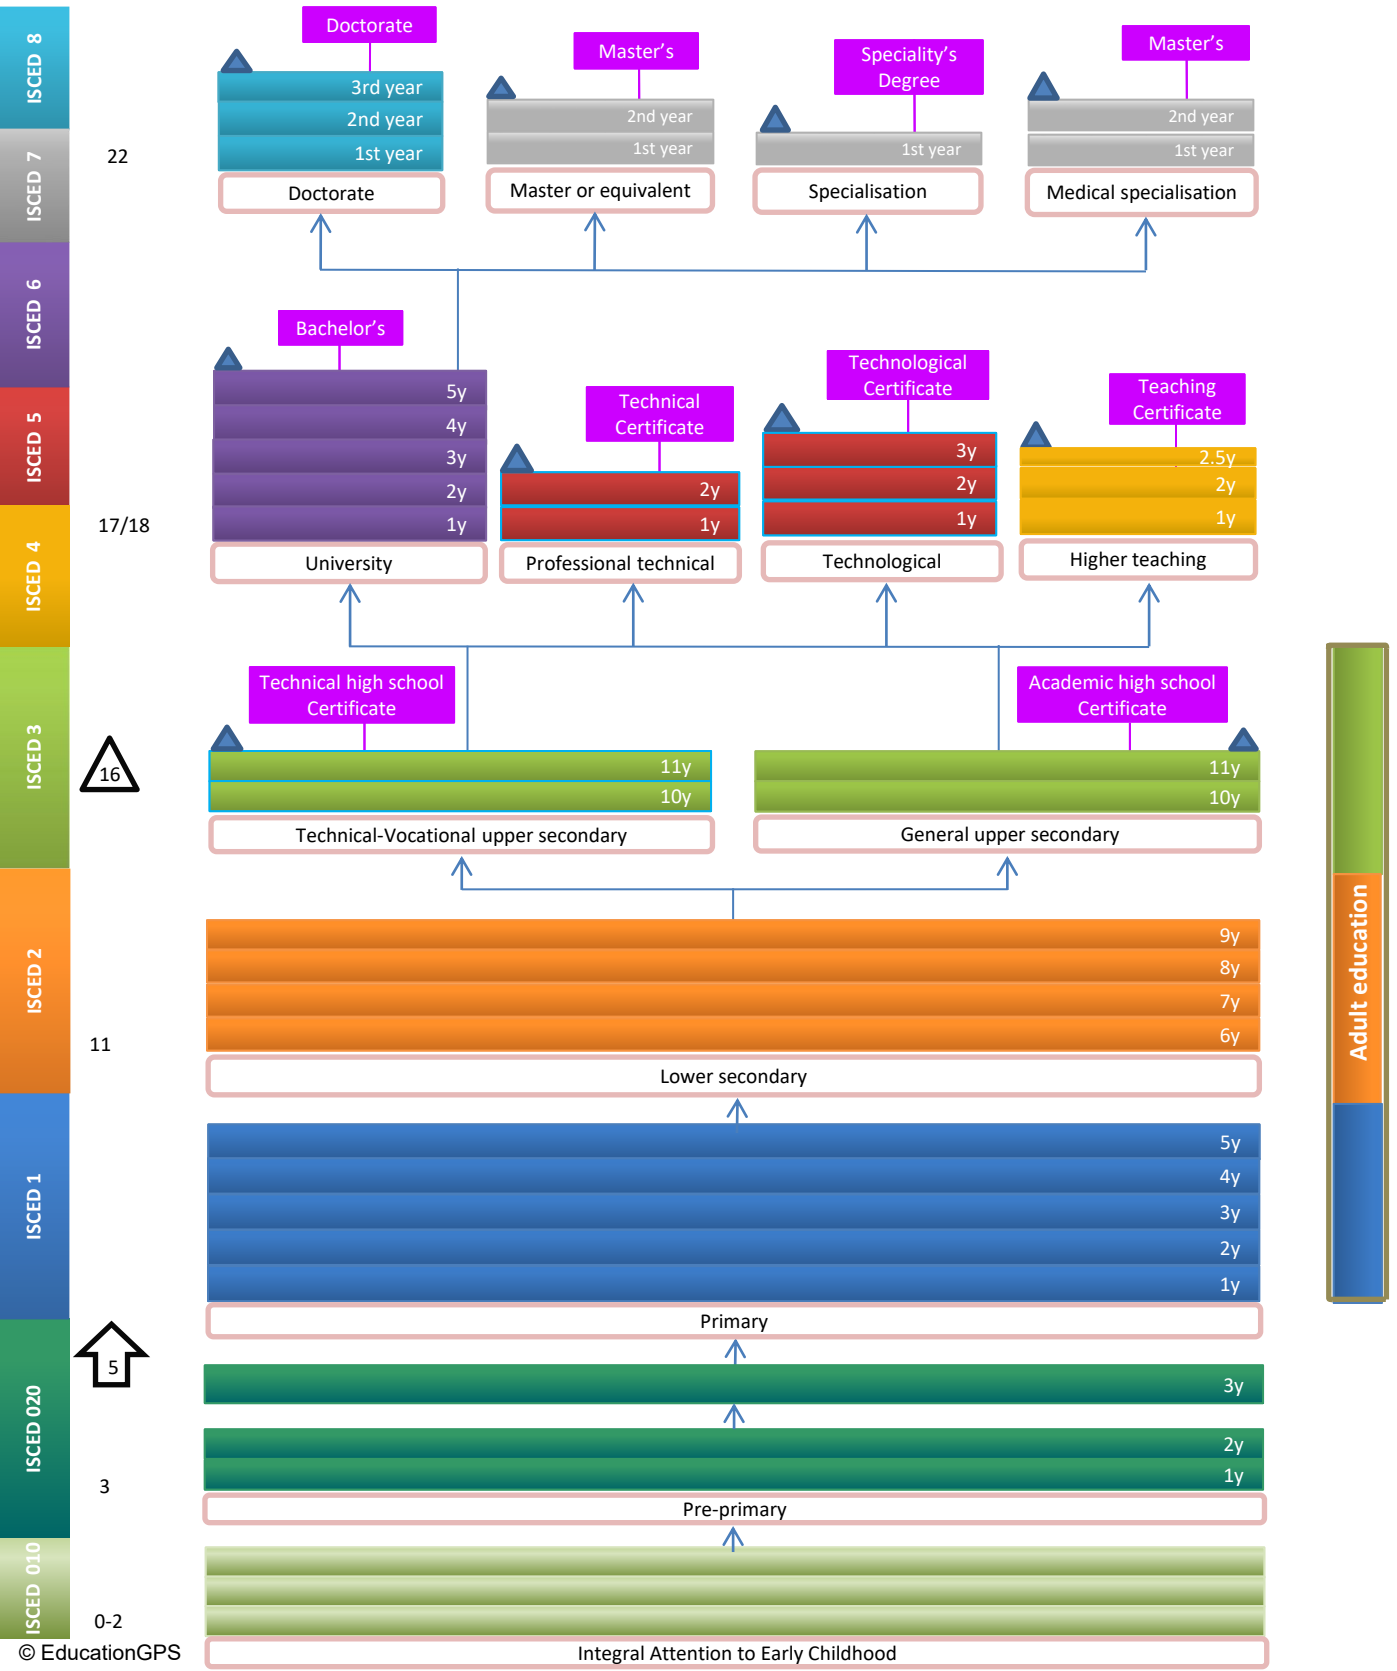 ISCED 8
ISCED 7
ISCED 6
ISCED 5
ISCED 4
ISCED 3
ISCED 2
ISCED 1
ISCED 020
ISCED 010
22
17/18
16
11
5
3
0-2
Doctorate
3rd year
2nd year
1st year
Doctorate
Master's
2nd year
1st year
Master or equivalent
Speciality's
Degree
1st year
Specialisation
Master's
2nd year
1st year
Medical specialisation
Bachelor's
5y
4y
3y
2y
1y
University
Technical
Certificate
2y
1y
Professional technical
Technological
Certificate
3y
2y
1y
Technological
Teaching
Certificate
2.5y
2y
1y
Higher teaching
Technical high school
Certificate
11y
10y
Technical-Vocational upper secondary
Academic high school
Certificate
11y
10y
General upper secondary
9y
8y
7y
6y
Lower secondary
5y
4y
3y
2y
1y
Primary
3y
2y
1y
Pre-primary
Integral Attention to Early Childhood
Adult education
© EducationGPS